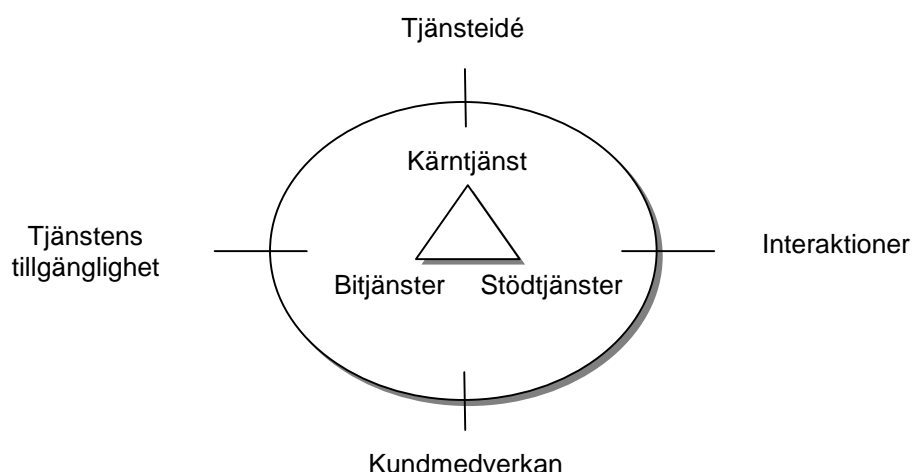 Tjänsteidé
Kärntjänst
Tjänstens
tillgänglighet
Interaktioner
Bitjänster
Stödtjänster
Kundmedverkan